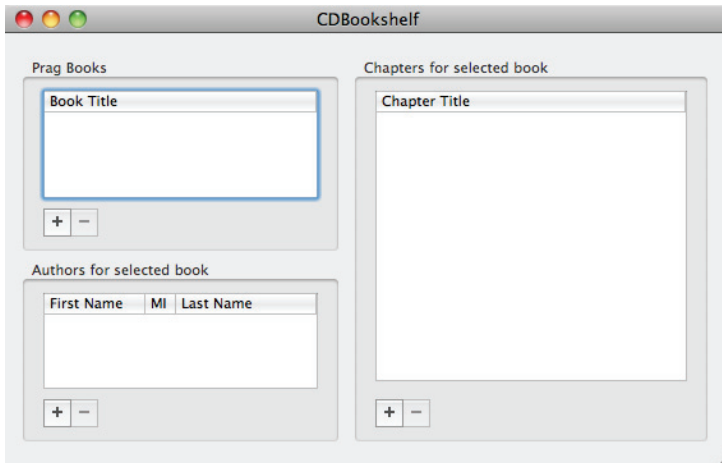 CDBookshelf
Prag Books
Book Title
+ −
Authors for selected book
First Name MI Last Name
+ −
Chapters for selected book
Chapter Title
+ −